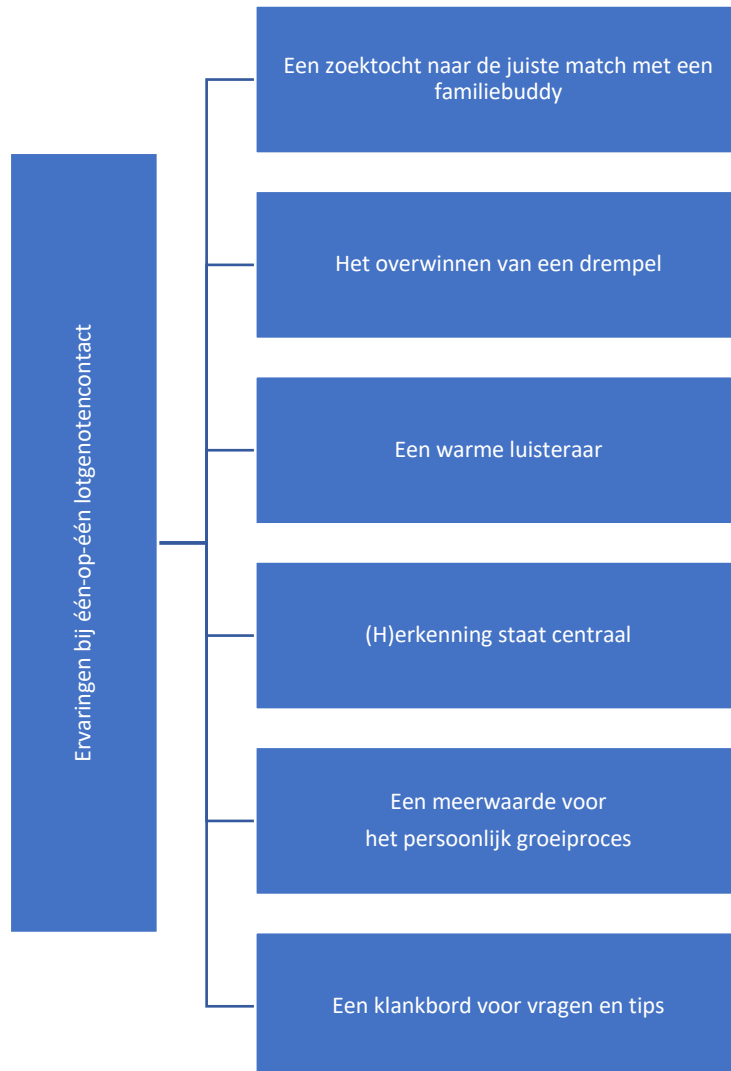 Ervaringen bij één-op-één lotgenotencontact
Een zoektocht naar de juiste match met een
familiebuddy
Het overwinnen van een drempel
Een warme luisteraar
(H)erkenning staat centraal
Een meerwaarde voor
het persoonlijk groeiproces
Een klankbord voor vragen en tips